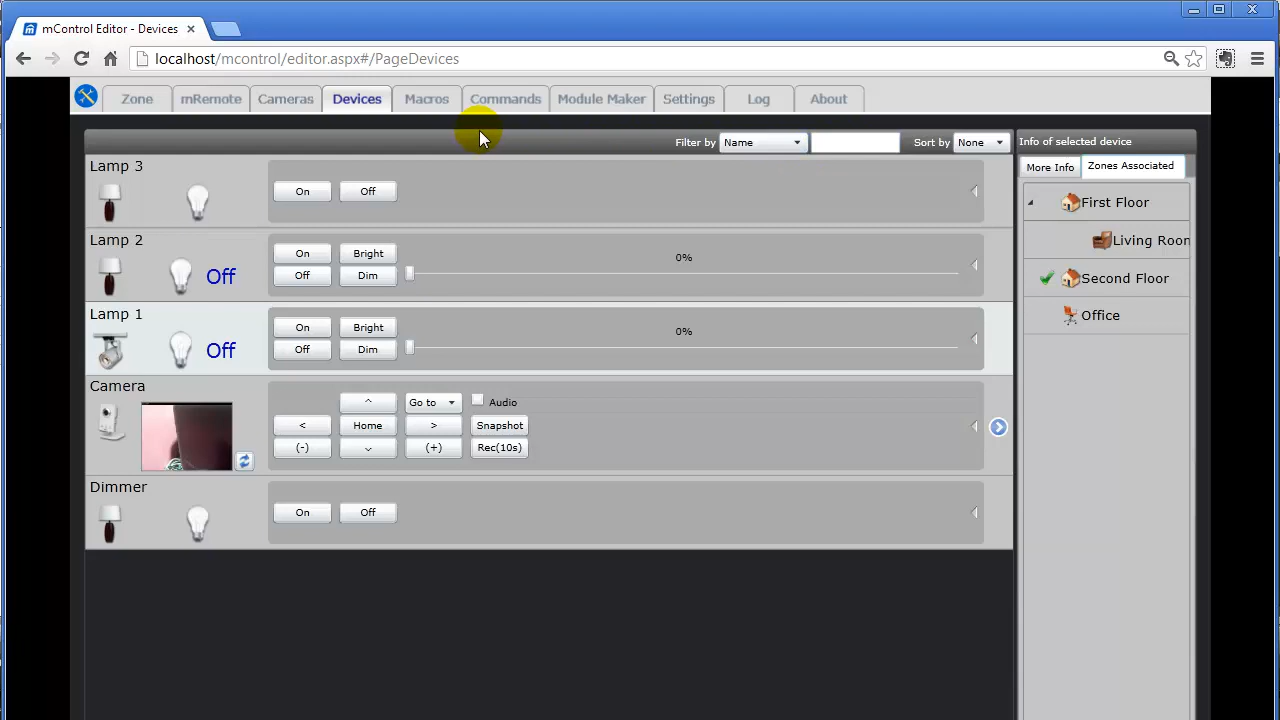 mControl Editor - Devices
localhost/mcontrol/editor.aspx#/PageDevices
Zone mRemote Cameras Devices Macros Commands Module Maker Settings Log About
Filter by Name Sort by None Info of selected device
More Info Zones Associated
Lamp 3
On Off
First Floor
Lamp 2
Off
On Bright
Off Dim
0%
Living Room
Second Floor
Lamp 1
Off
On Bright
Off Dim
0%
Office
Camera
^ Go to Audio
< Home > Snapshot
(-) (+) Rec(10s)
Dimmer
On Off